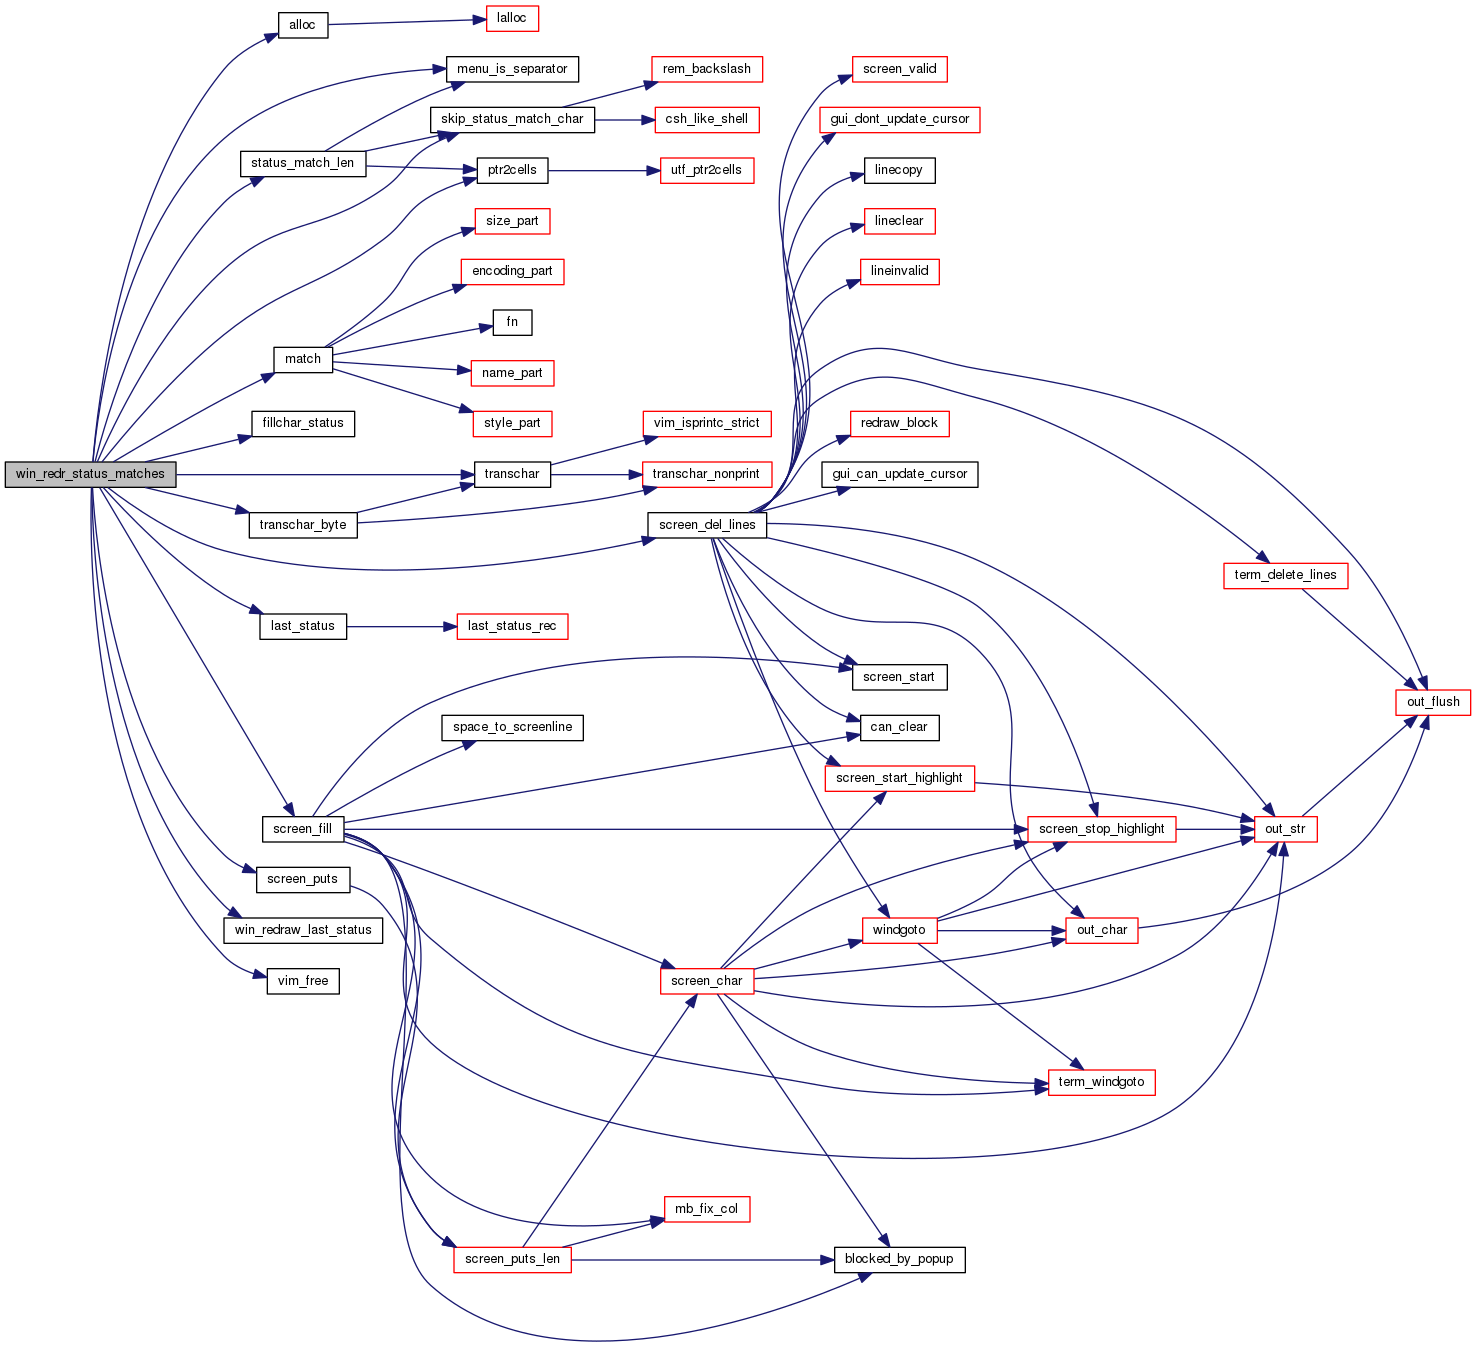 alloc
lalloc
menu_is_separator
rem_backslash
screen_valid
skip_status_match_char
csh_like_shell
gui_dont_update_cursor
status_match_len
ptr2cells
utf_ptr2cells
linecopy
size_part
lineclear
encoding_part
lineinvalid
fn
match
name_part
fillchar_status
style_part
vim_isprintc_strict
redraw_block
win_redr_status_matches
transchar
transchar_nonprint
gui_can_update_cursor
transchar_byte
screen_del_lines
term_delete_lines
last_status
last_status_rec
screen_start
out_flush
space_to_screenline
can_clear
screen_start_highlight
screen_fill
screen_stop_highlight
out_str
screen_puts
win_redraw_last_status
windgoto
out_char
vim_free
screen_char
term_windgoto
mb_fix_col
screen_puts_len
blocked_by_popup